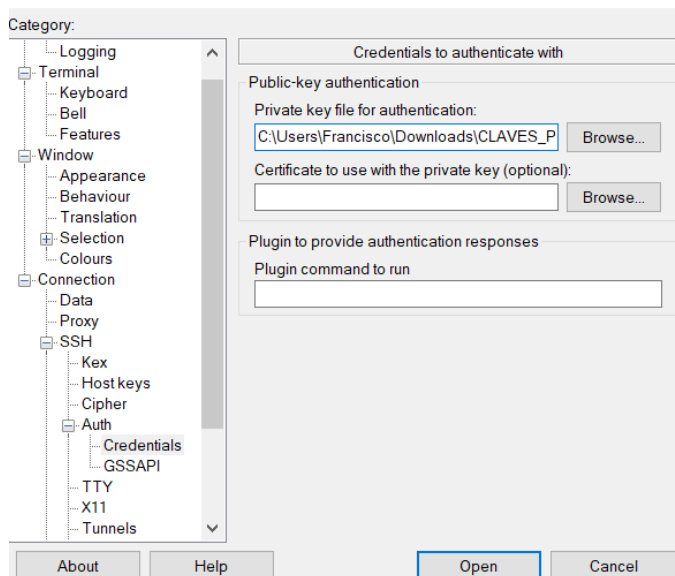 Category:
Logging
Terminal
Keyboard
Bell
Features
Window
Appearance
Behaviour
Translation
Selection
Colours
Connection
Data
Proxy
SSH
Kex
Host keys
Cipher
Auth
Credentials
GSSAPI
TTY
X11
Tunnels
Credentials to authenticate with
Public-key authentication
Private key file for authentication:
C:\Users\Francisco\Downloads\CLAVES_P
Browse...
Certificate to use with the private key (optional):
Browse...
Plugin to provide authentication responses
Plugin command to run
About
Help
Open
Cancel